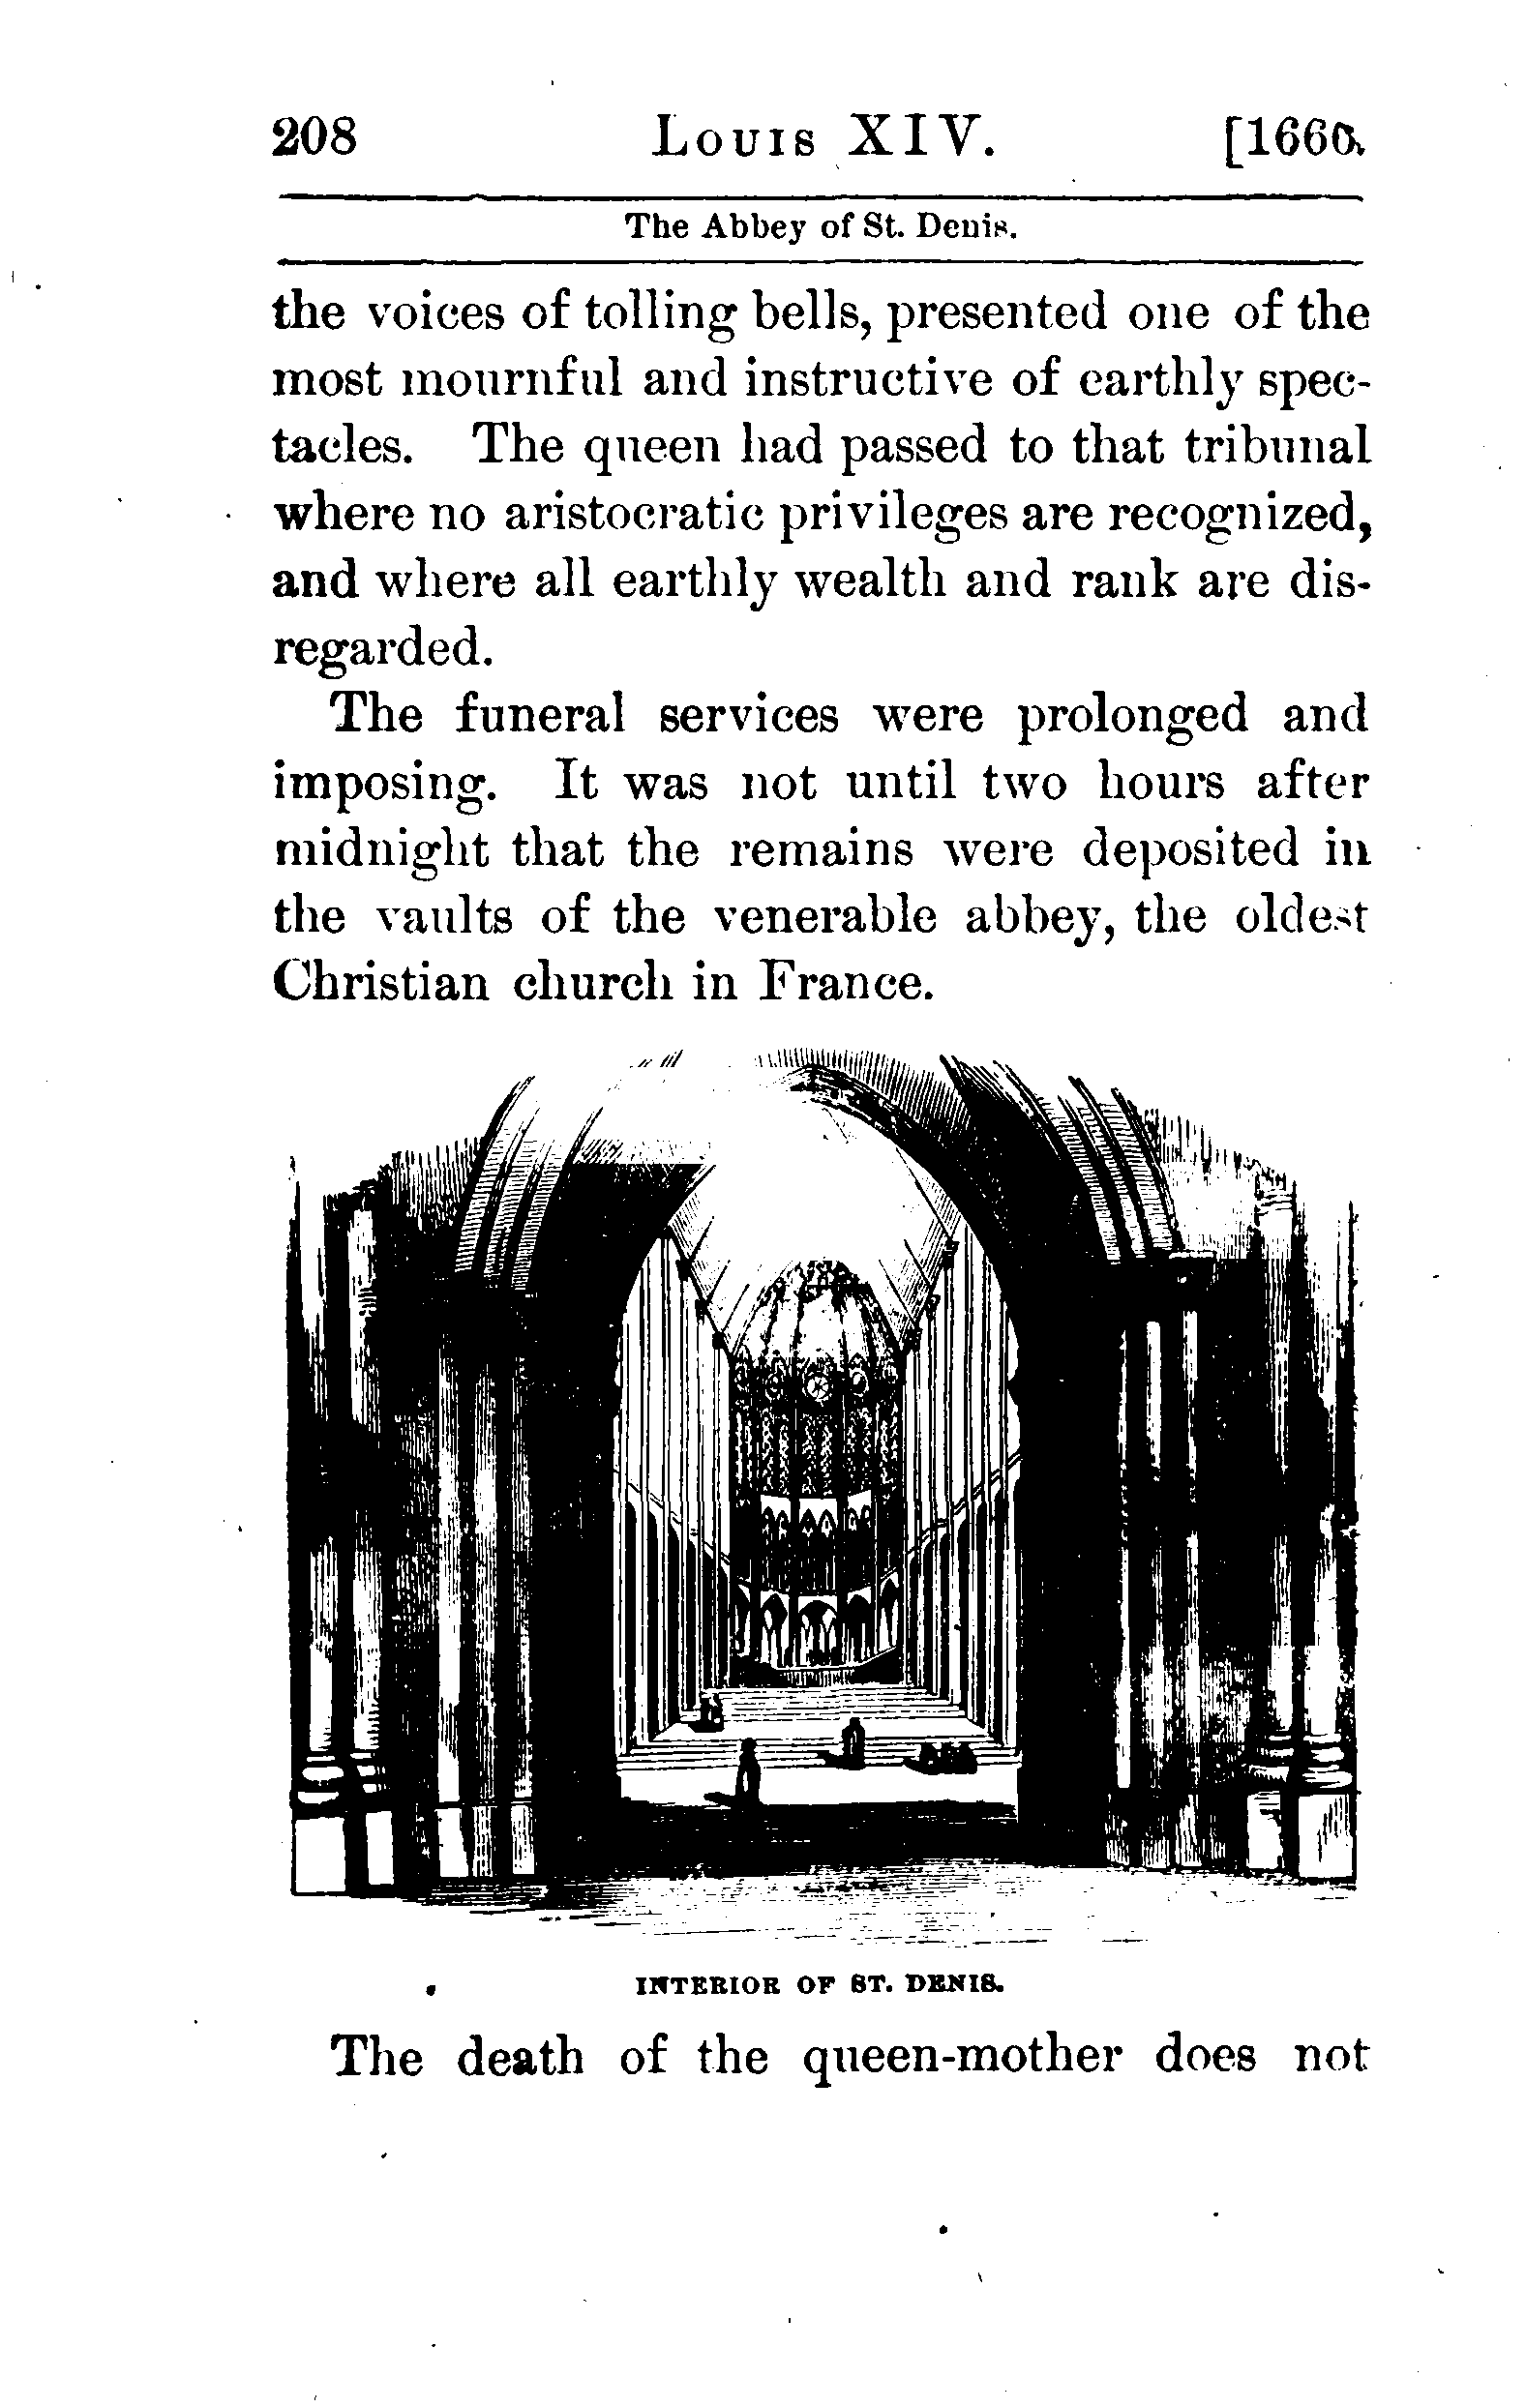 208 Louis XIV. [1666.
The Abbey of St. Denis.
the voices of tolling bells, presented one of the
most mournful and instructive of earthly spec-
tacles. The queen had passed to that tribunal
where no aristocratic privileges are recognized,
and where all earthly wealth and rank are dis-
regarded.
The funeral services were prolonged and
imposing. It was not until two hours after
midnight that the remains were deposited in
the vaults of the venerable abbey, the oldest
Christian church in France.
INTERIOR OF ST. DENIS.
The death of the queen-mother does not